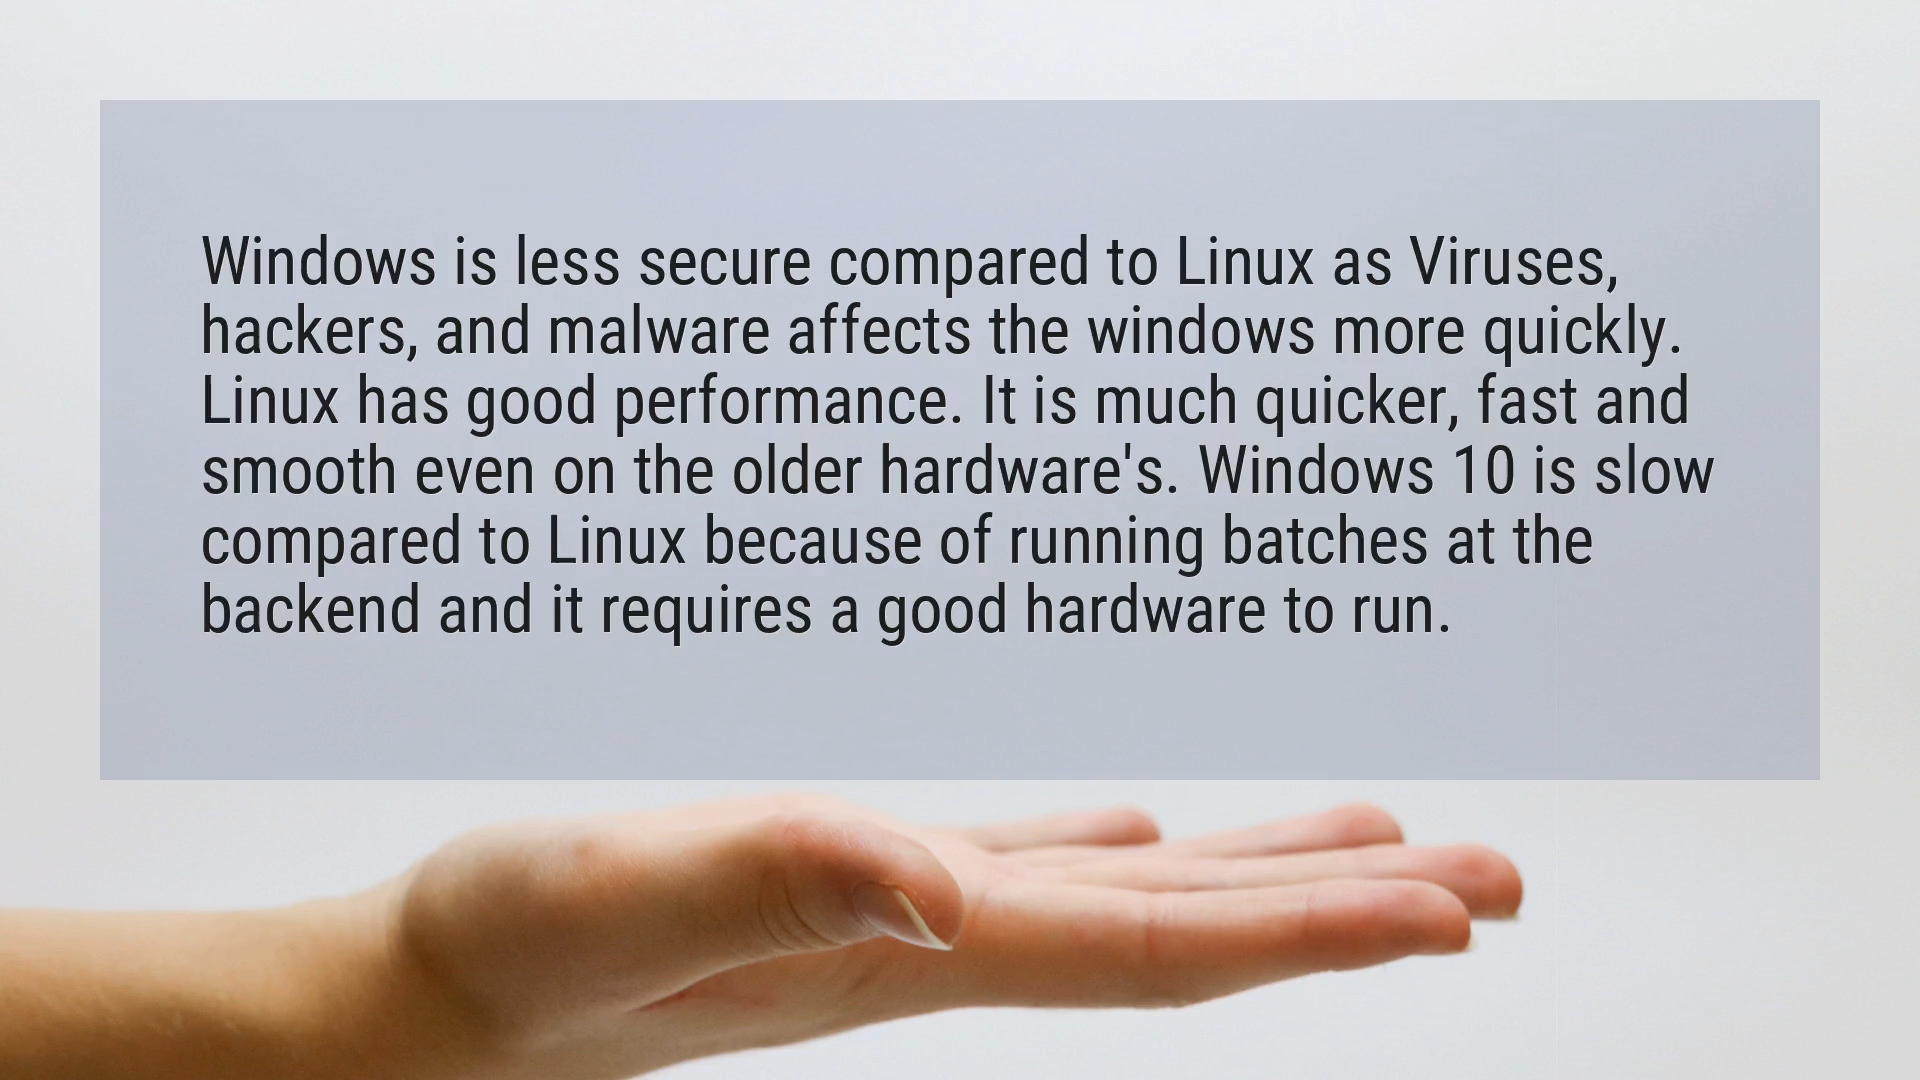 Windows is less secure compared to Linux as Viruses,
hackers, and malware affects the windows more quickly.
Linux has good performance. It is much quicker, fast and
smooth even on the older hardware's. Windows 10 is slow
compared to Linux because of running batches at the
backend and it requires a good hardware to run.